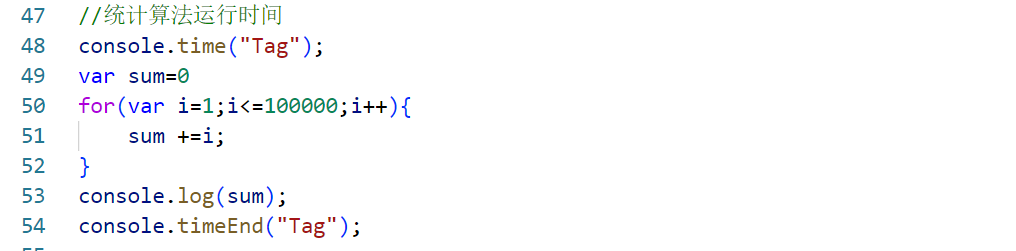 47 //统计算法运行时间
48 console.time("Tag");
49 var sum=0
50 for(var i=1;i<=100000;i++){
51 sum +=i;
52 }
53 console.log(sum);
54 console.timeEnd("Tag");